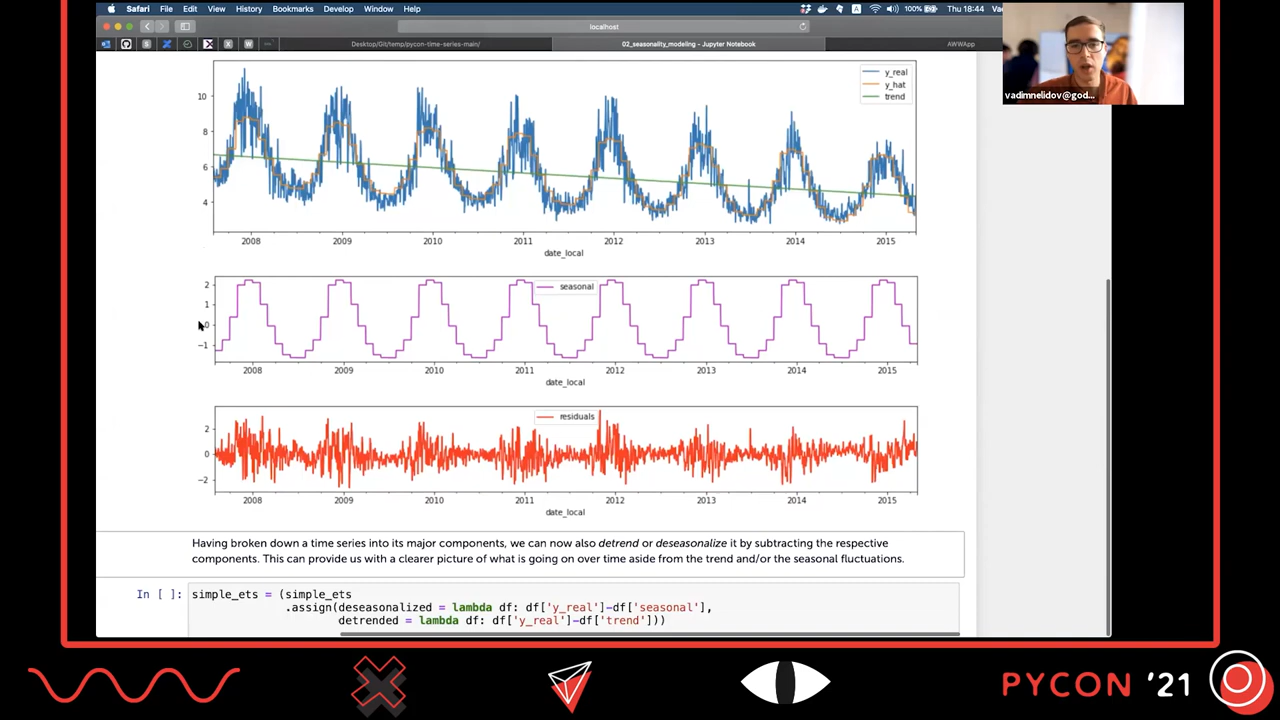 Safari File Edit View History Bookmarks Develop Window Help
100% Thu 18:44
localhost
Desktop/Git/temp/pycon-time-series-main/
02_seasonality_modeling - Jupyter Notebook
AWWApp
vadimnelidov@god...
y_real
y_hat
trend
10
8
6
4
2008 2009 2010 2011 2012 2013 2014 2015
date_local
seasonal
2
1
0
−1
2008 2009 2010 2011 2012 2013 2014 2015
date_local
residuals
2
0
−2
2008 2009 2010 2011 2012 2013 2014 2015
date_local
Having broken down a time series into its major components, we can now also detrend or deseasonalize it by subtracting the respective
components. This can provide us with a clearer picture of what is going on over time aside from the trend and/or the seasonal fluctuations.
In [ ]: simple_ets = (simple_ets
.assign(deseasonalized = lambda df: df['y_real']-df['seasonal'],
detrended = lambda df: df['y_real']-df['trend']))
PYCON '21